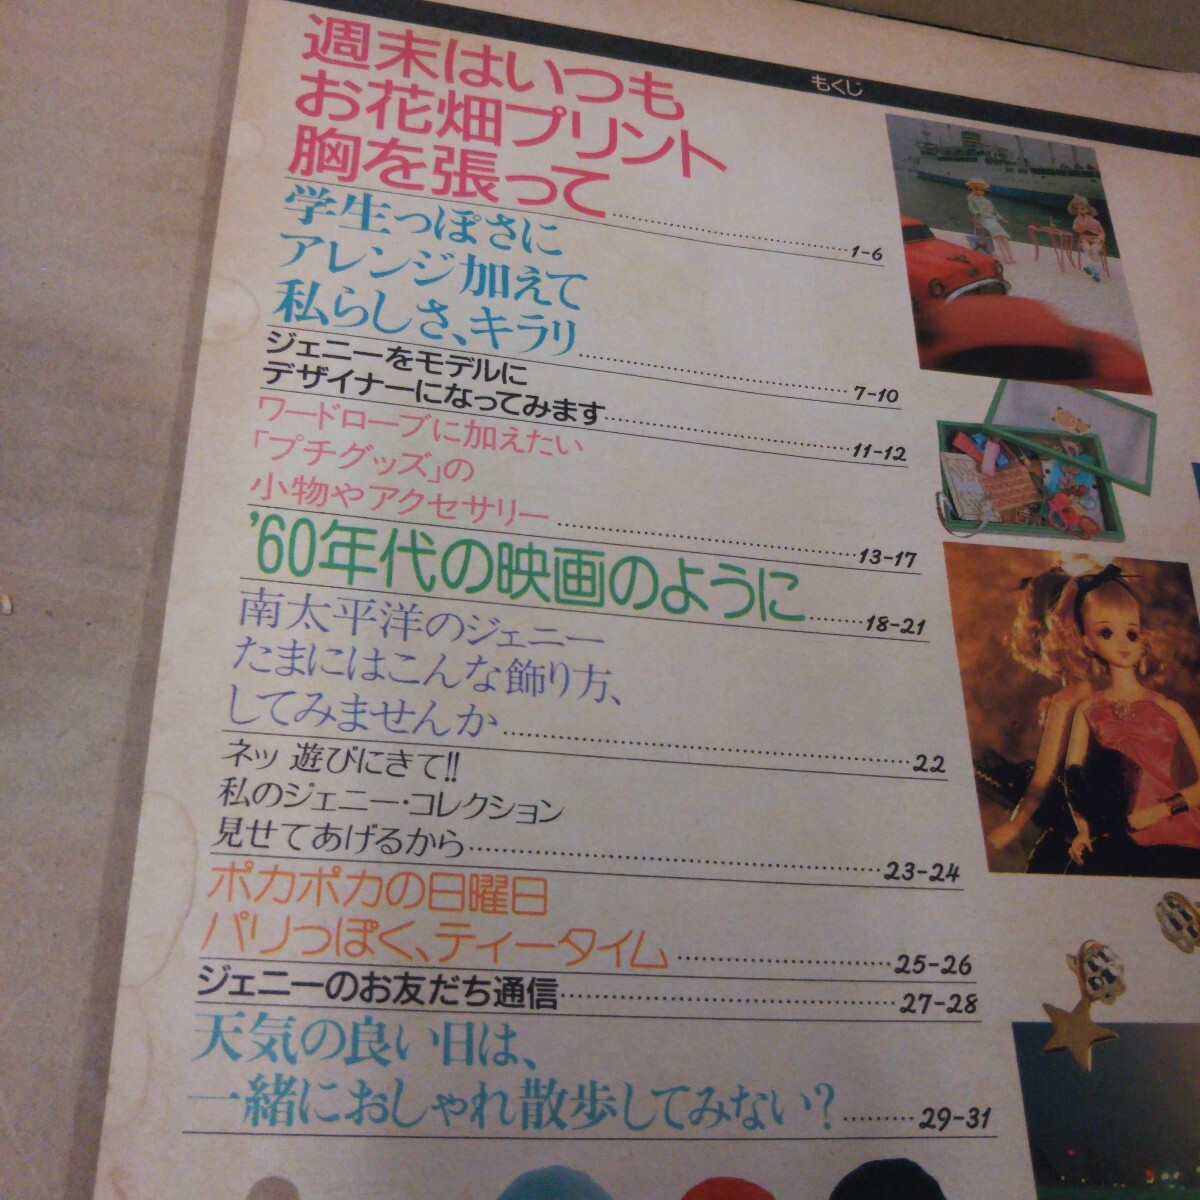 もくじ
週末はいつも
お花畑プリント
胸を張って……………………1-6
学生っぽさに
アレンジ加えて
私らしさ、キラリ……………………7-10
ジェニーをモデルに
デザイナーになってみます……………………11-12
ワードローブに加えたい
「プチグッズ」の
小物やアクセサリー……………………13-17
'60年代の映画のように……18-21
南太平洋のジェニー
たまにはこんな飾り方、
してみませんか……………………22
ネッ 遊びにきて!!
私のジェニー・コレクション
見せてあげるから……………………23-24
ポカポカの日曜日
パリっぽく、ティータイム……………………25-26
ジェニーのお友だち通信……………………27-28
天気の良い日は、
一緒におしゃれ散歩してみない?………29-31